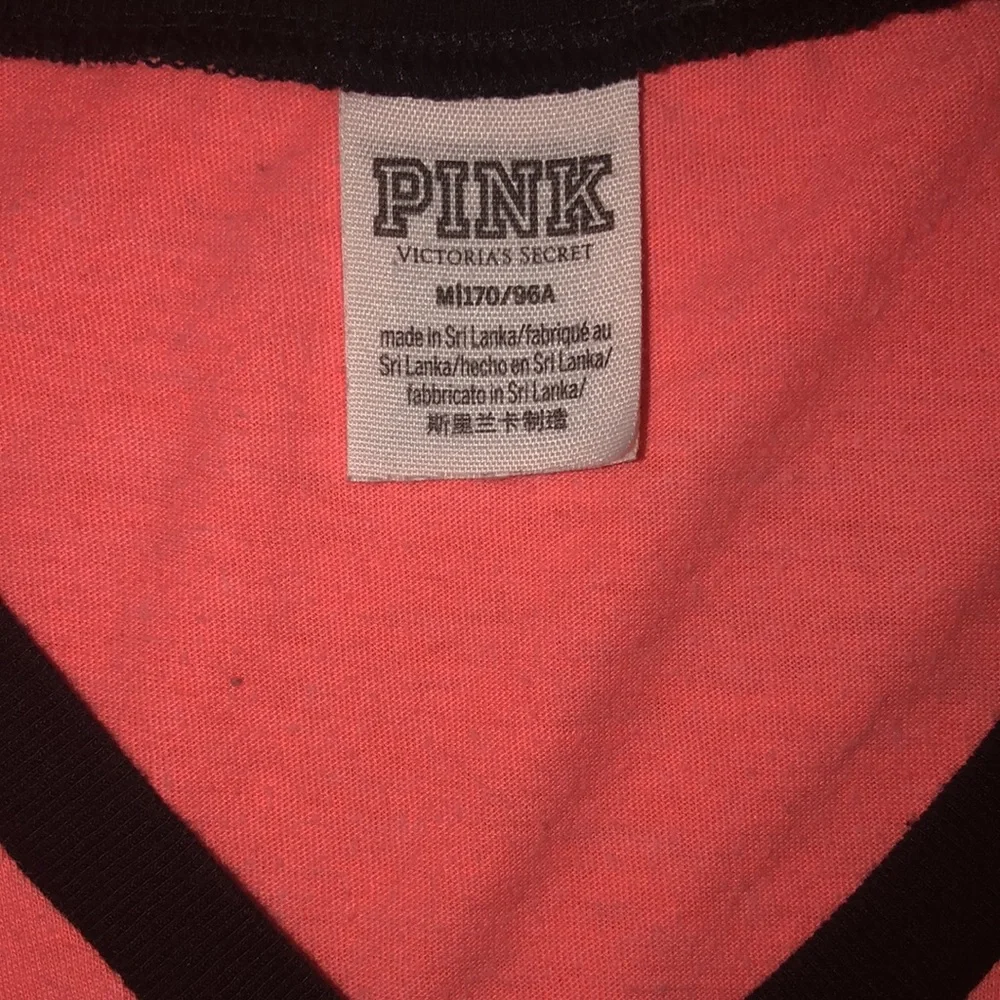 PINK
VICTORIA'S SECRET
M|170/96A
made in Sri Lanka/fabriqué au
Sri Lanka/hecho en Sri Lanka/
fabbricato in Sri Lanka/
斯里兰卡制造